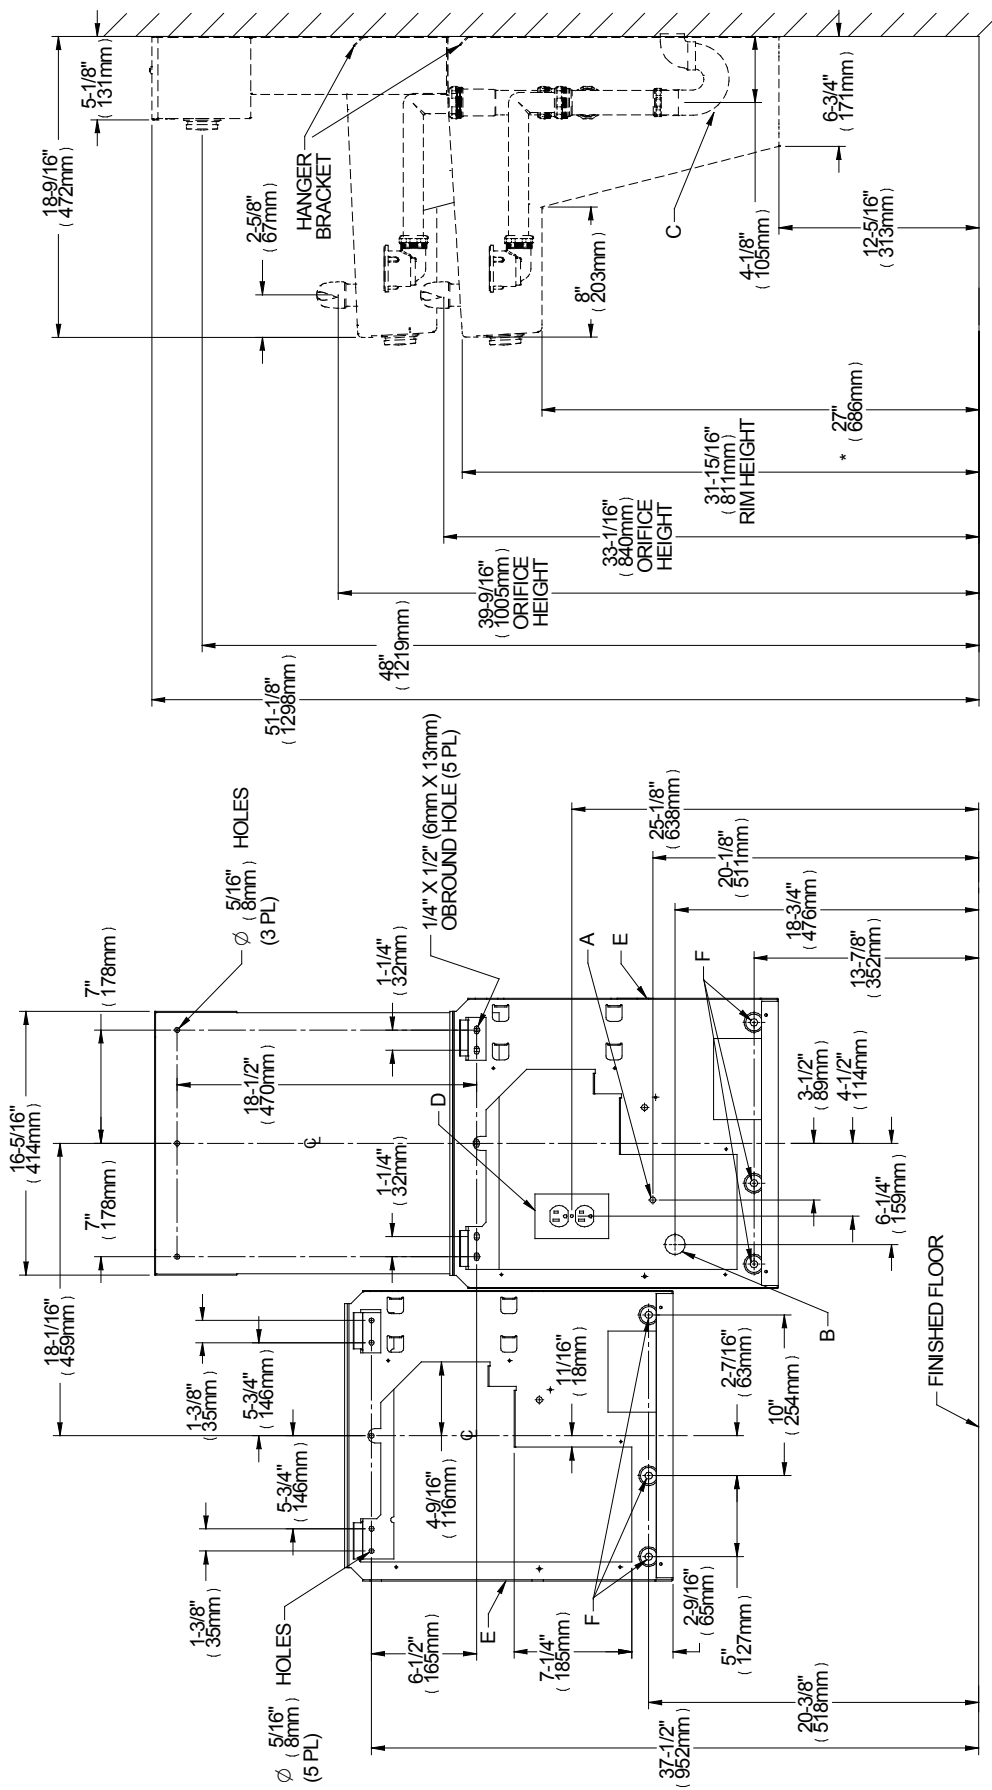 5/16"
Ø ( 8mm ) HOLES
(5 PL)
1-3/8"
( 35mm )
5-3/4"
( 146mm )
5-3/4"
( 146mm )
1-3/8"
( 35mm )
18-1/16"
( 459mm )
7"
( 178mm )
16-5/16"
( 414mm )
7"
( 178mm )
5/16"
Ø ( 8mm ) HOLES
(3 PL)
18-1/2"
( 470mm )
1-1/4"
( 32mm )
1-1/4"
( 32mm )
1/4" X 1/2" (6mm X 13mm)
OBROUND HOLE (5 PL)
6-1/2"
( 165mm )
4-9/16"
( 116mm )
11/16"
( 18mm )
E
7-1/4"
( 185mm )
F
2-9/16"
( 65mm )
5"
( 127mm )
10"
( 254mm )
2-7/16"
( 63mm )
20-3/8"
( 518mm )
37-1/2"
( 952mm )
D
A
E
F
B
℄
℄
25-1/8"
( 638mm )
20-1/8"
( 511mm )
18-3/4"
( 476mm )
13-7/8"
( 352mm )
3-1/2"
( 89mm )
4-1/2"
( 114mm )
6-1/4"
( 159mm )
FINISHED FLOOR
51-1/8"
( 1298mm )
48"
( 1219mm )
39-9/16"
( 1005mm )
ORIFICE
HEIGHT
33-1/16"
( 840mm )
ORIFICE
HEIGHT
31-15/16"
( 811mm )
RIM HEIGHT
27"
* ( 686mm )
18-9/16"
( 472mm )
5-1/8"
( 131mm )
2-5/8"
( 67mm )
HANGER
BRACKET
8"
( 203mm )
C
4-1/8"
( 105mm )
6-3/4"
( 171mm )
12-5/16"
( 313mm )